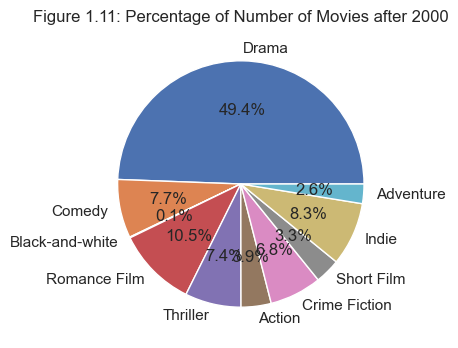 Figure 1.11: Percentage of Number of Movies after 2000
Drama
49.4%
Comedy
7.7%
Black-and-white
0.1%
Romance Film
10.5%
Thriller
7.4%
Action
3.9%
Crime Fiction
6.8%
Short Film
3.3%
Indie
8.3%
Adventure
2.6%